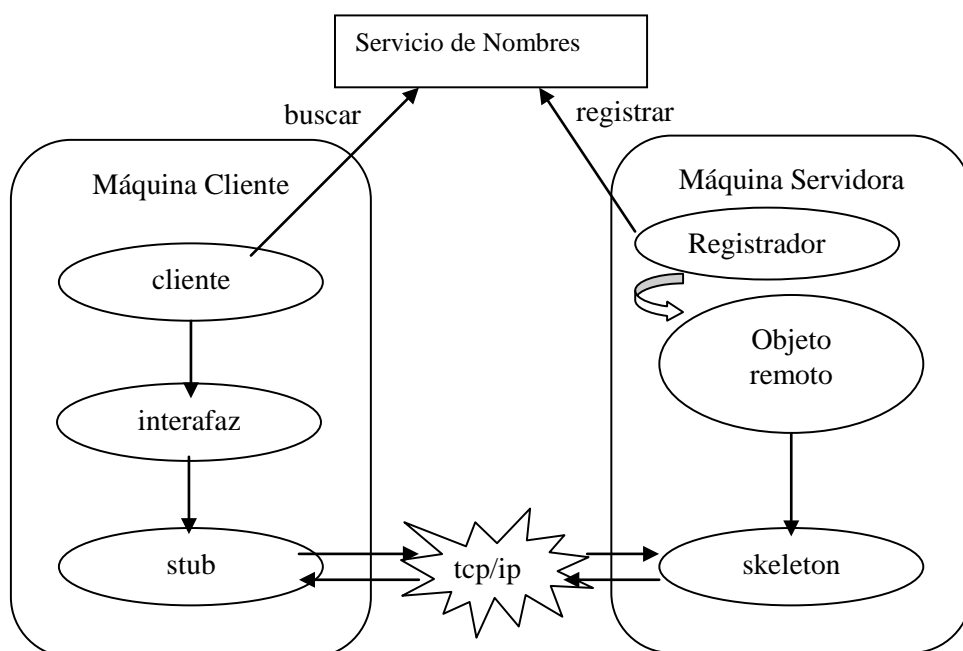 Servicio de Nombres
buscar
registrar
Máquina Cliente
Máquina Servidora
cliente
Registrador
Objeto
remoto
interafaz
stub
tcp/ip
skeleton